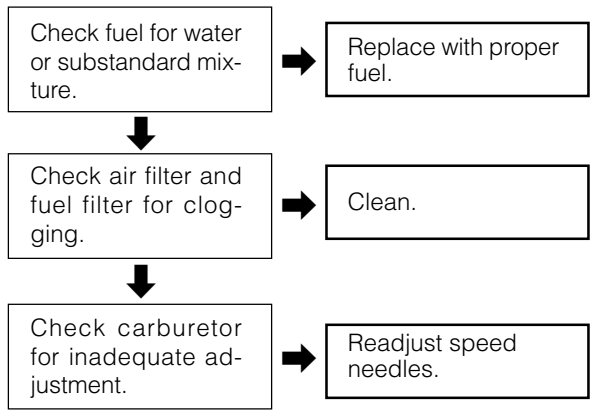 Check fuel for water
or substandard mix-
ture.
Replace with proper
fuel.
Check air filter and
fuel filter for clog-
ging.
Clean.
Check carburetor
for inadequate ad-
justment.
Readjust speed
needles.